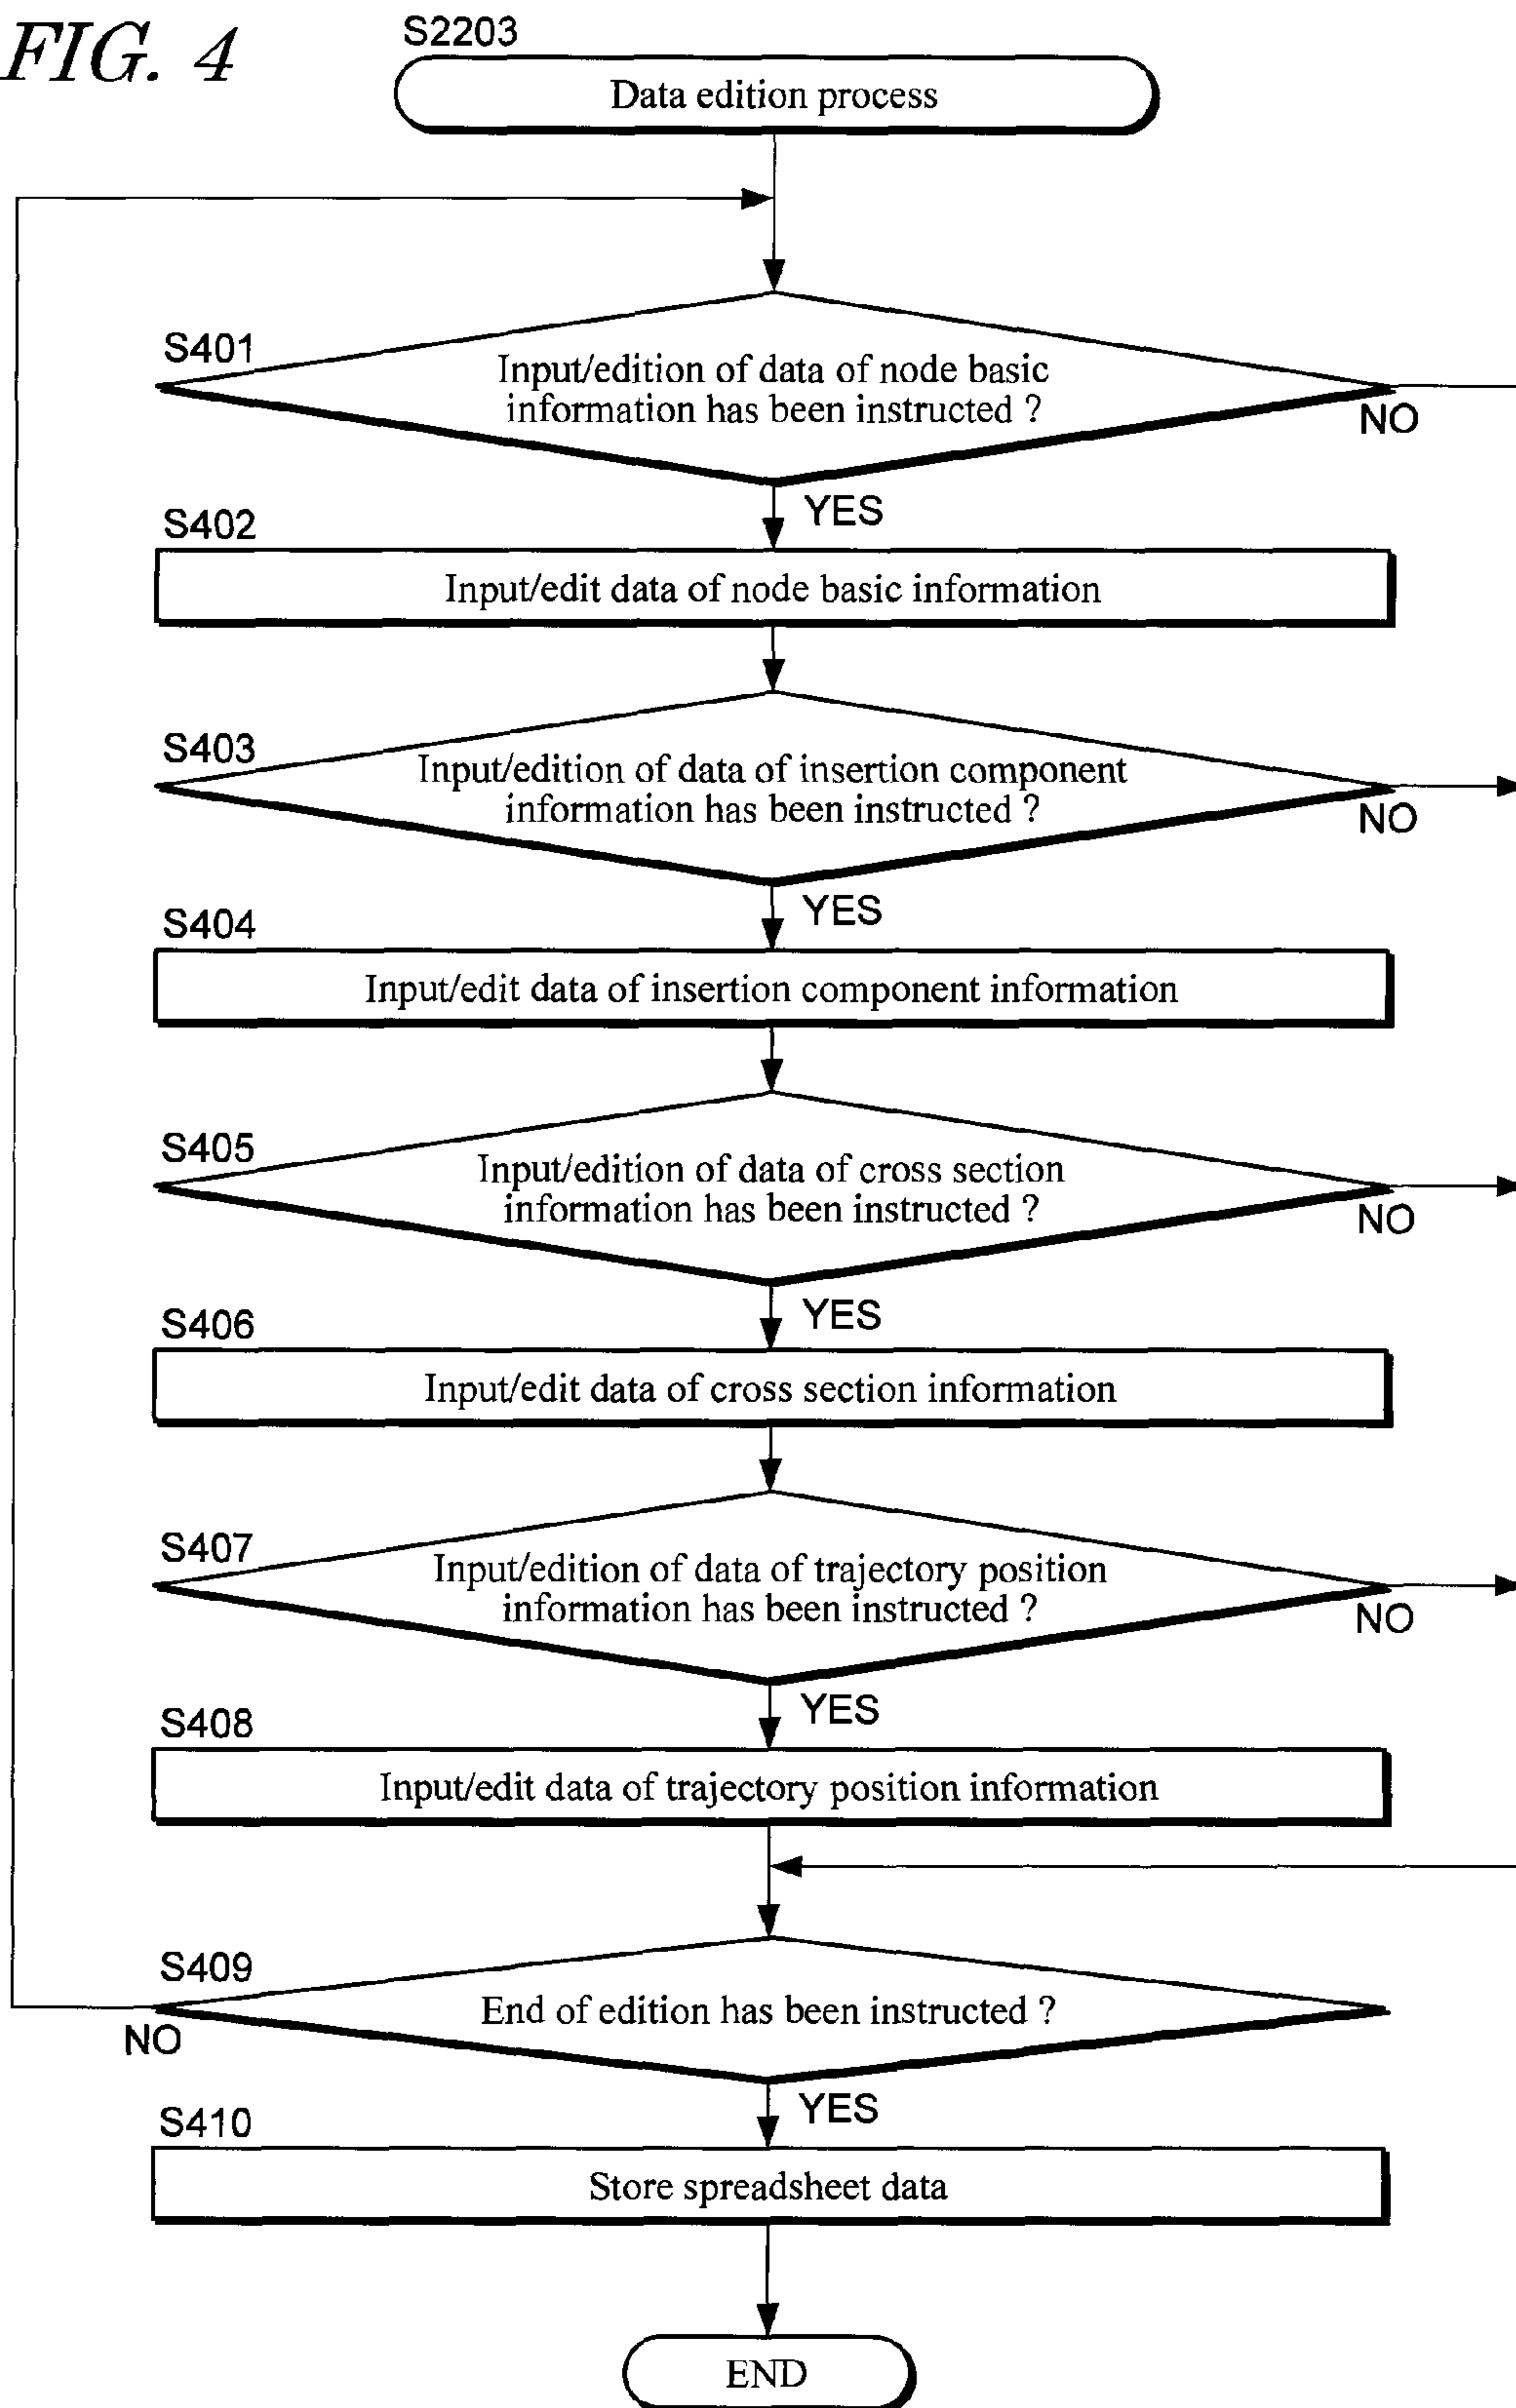 FIG. 4
S2203
Data edition process
S401
Input/edition of data of node basic
information has been instructed ?
NO
YES
S402
Input/edit data of node basic information
S403
Input/edition of data of insertion component
information has been instructed ?
NO
YES
S404
Input/edit data of insertion component information
S405
Input/edition of data of cross section
information has been instructed ?
NO
YES
S406
Input/edit data of cross section information
S407
Input/edition of data of trajectory position
information has been instructed ?
NO
YES
S408
Input/edit data of trajectory position information
S409
End of edition has been instructed ?
NO
YES
S410
Store spreadsheet data
END